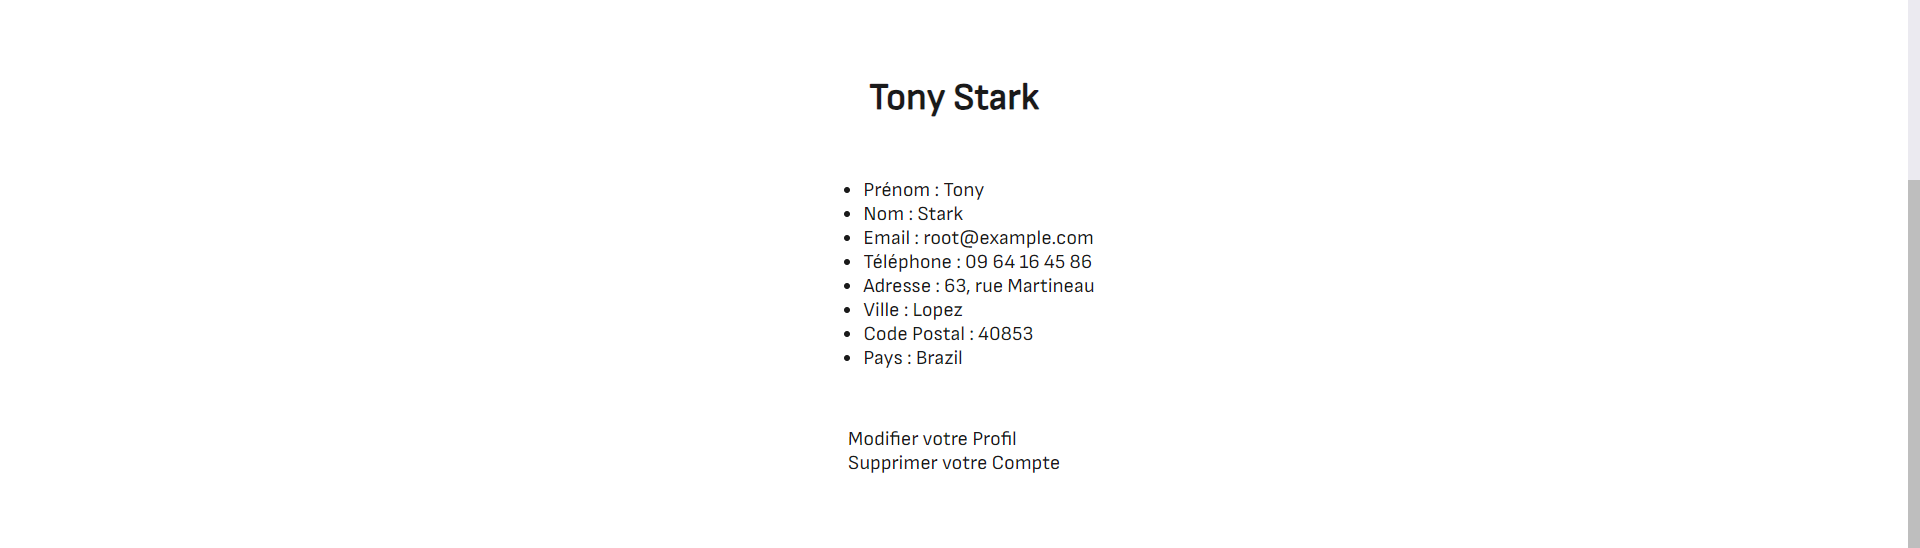 Tony Stark
Prénom : Tony
Nom : Stark
Email : root@example.com
Téléphone : 09 64 16 45 86
Adresse : 63, rue Martineau
Ville : Lopez
Code Postal : 40853
Pays : Brazil
Modifier votre Profil
Supprimer votre Compte